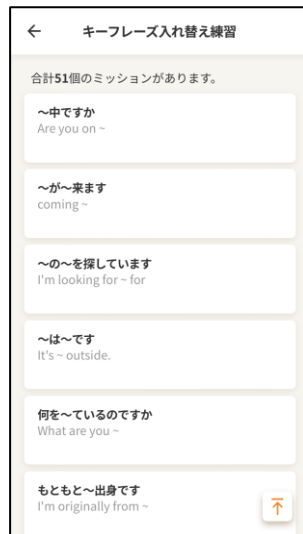 キーフレーズ入れ替え練習
合計51個のミッションがあります。
～中ですか
Are you on ~
～が～来ます
coming ~
～の～を探しています
I'm looking for ~ for
～は～です
It's ~ outside.
何を～ているのですか
What are you ~
もともと～出身です
I'm originally from ~